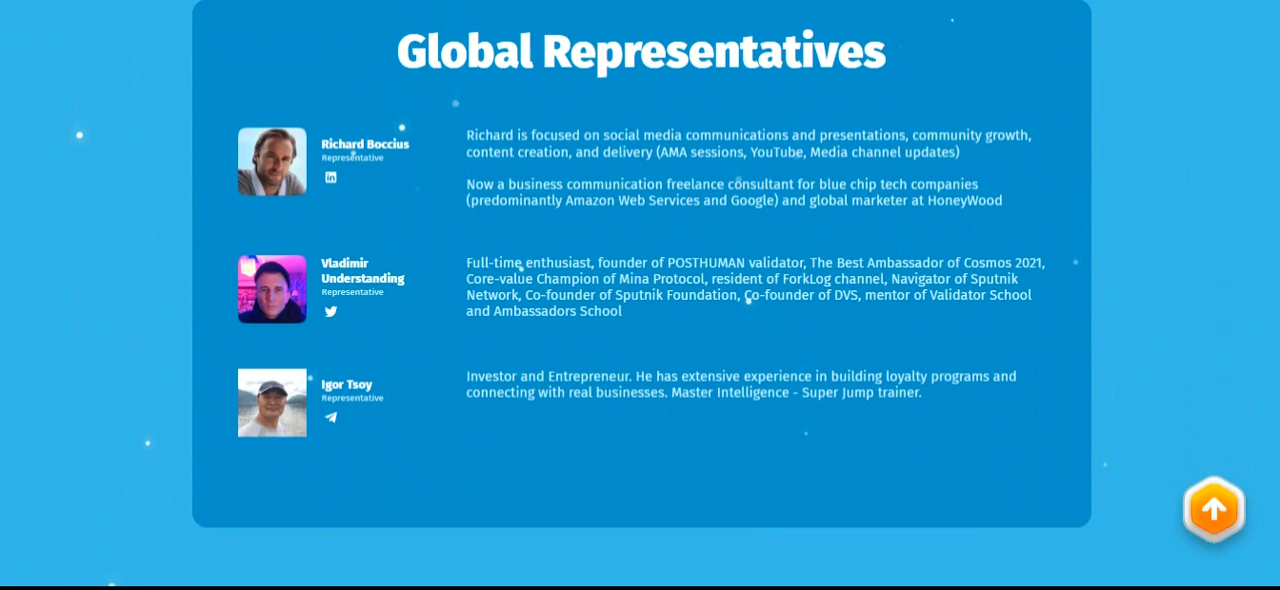 Global Representatives
Richard Boccius
Representative
in
Richard is focused on social media communications and presentations, community growth,
content creation, and delivery (AMA sessions, YouTube, Media channel updates)
Now a business communication freelance consultant for blue chip tech companies
(predominantly Amazon Web Services and Google) and global marketer at HoneyWood
Vladimir
Understanding
Representative
Full-time enthusiast, founder of POSTHUMAN validator, The Best Ambassador of Cosmos 2021,
Core-value Champion of Mina Protocol, resident of ForkLog channel, Navigator of Sputnik
Network, Co-founder of Sputnik Foundation, Co-founder of DVS, mentor of Validator School
and Ambassadors School
Igor Tsoy
Representative
Investor and Entrepreneur. He has extensive experience in building loyalty programs and
connecting with real businesses. Master Intelligence - Super Jump trainer.